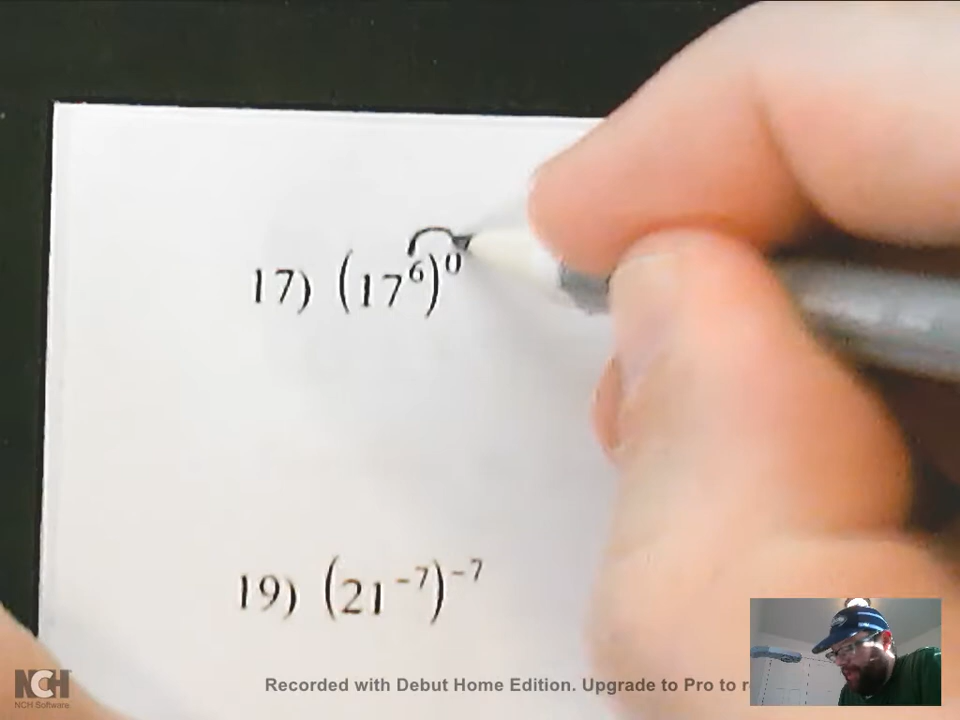 17) (17⁶)⁰
19) (21⁻⁷)⁻⁷
NCH
NCH Software
Recorded with Debut Home Edition. Upgrade to Pro to